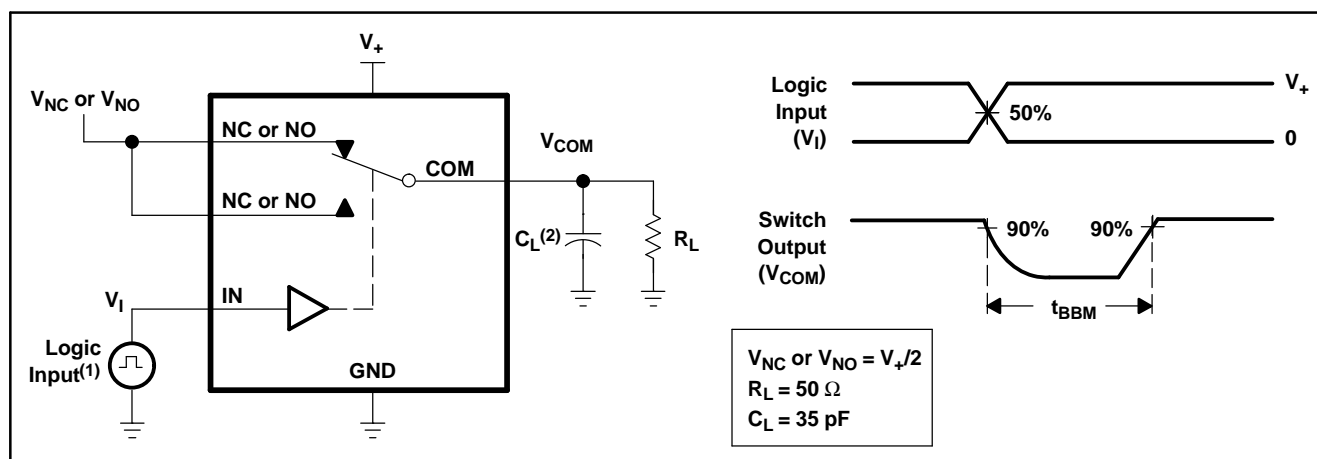 V+
VNC or VNO
NC or NO
VCOM
COM
NC or NO
CL(2)
RL
VI
IN
Logic
Input(1)
GND
Logic
Input
(VI)
50%
V+
0
Switch
Output
(VCOM)
90%
90%
tBBM
VNC or VNO = V+/2
RL = 50 Ω
CL = 35 pF